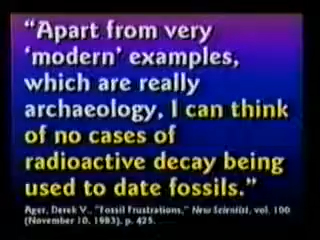 “Apart from very
‘modern’ examples,
which are really
archaeology, I can think
of no cases of
radioactive decay being
used to date fossils.”
Ager, Derek V., “Fossil Frustrations,” New Scientist, vol. 100
(November 10, 1983), p. 425.